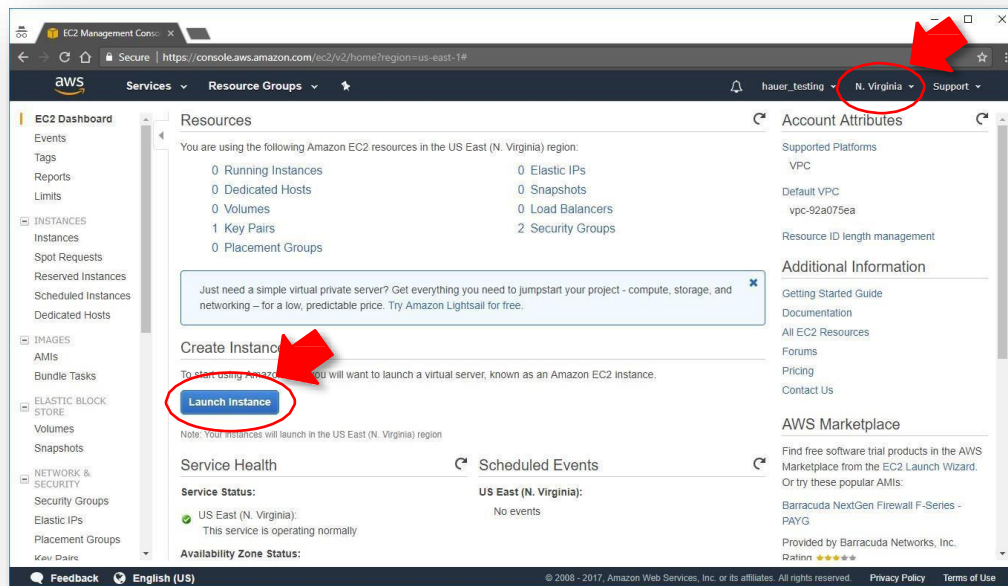 EC2 Management Conso
Secure | https://console.aws.amazon.com/ec2/v2/home?region=us-east-1#
aws Services Resource Groups hauer_testing N. Virginia Support
EC2 Dashboard
Events
Tags
Reports
Limits
INSTANCES
Instances
Spot Requests
Reserved Instances
Scheduled Instances
Dedicated Hosts
IMAGES
AMIs
Bundle Tasks
ELASTIC BLOCK
STORE
Volumes
Snapshots
NETWORK &
SECURITY
Security Groups
Elastic IPs
Placement Groups
Key Pairs
Resources
You are using the following Amazon EC2 resources in the US East (N. Virginia) region:
0 Running Instances
0 Dedicated Hosts
0 Volumes
1 Key Pairs
0 Placement Groups
0 Elastic IPs
0 Snapshots
0 Load Balancers
2 Security Groups
Just need a simple virtual private server? Get everything you need to jumpstart your project - compute, storage, and
networking – for a low, predictable price. Try Amazon Lightsail for free.
Create Instanc
To start using Amazo you will want to launch a virtual server, known as an Amazon EC2 instance.
Launch Instance
Note: Your instances will launch in the US East (N. Virginia) region
Service Health
Service Status:
US East (N. Virginia):
This service is operating normally
Availability Zone Status:
Scheduled Events
US East (N. Virginia):
No events
Account Attributes
Supported Platforms
VPC
Default VPC
vpc-92a075ea
Resource ID length management
Additional Information
Getting Started Guide
Documentation
All EC2 Resources
Forums
Pricing
Contact Us
AWS Marketplace
Find free software trial products in the AWS
Marketplace from the EC2 Launch Wizard.
Or try these popular AMIs:
Barracuda NextGen Firewall F-Series -
PAYG
Provided by Barracuda Networks, Inc.
Rating
Feedback English (US) © 2008 - 2017, Amazon Web Services, Inc. or its affiliates. All rights reserved. Privacy Policy Terms of Use